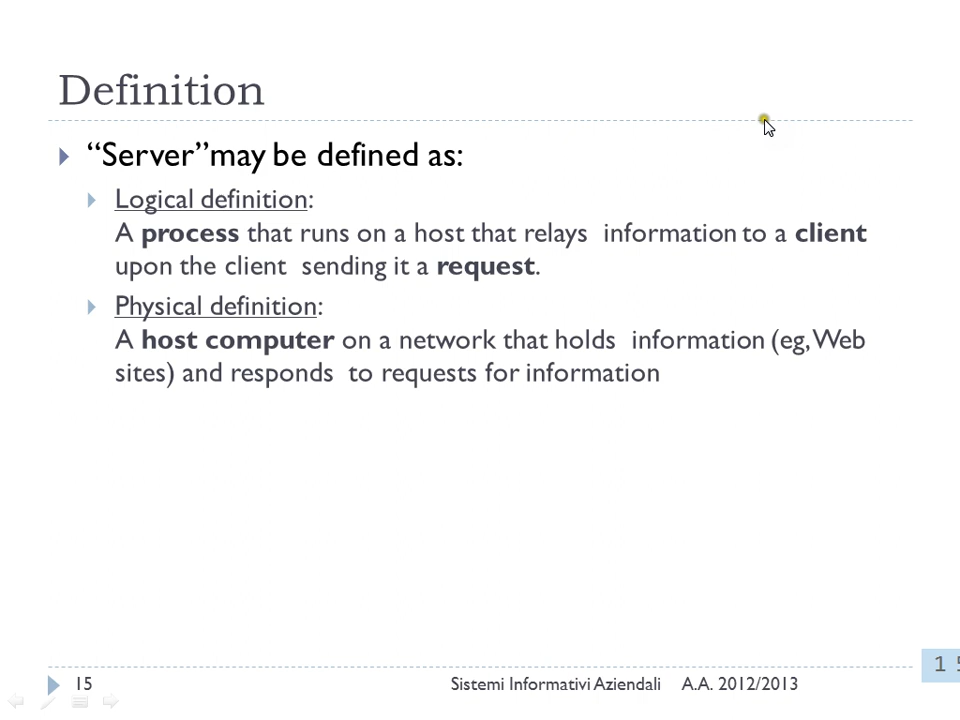 Definition
“Server”may be defined as:
Logical definition:
A process that runs on a host that relays information to a client
upon the client sending it a request.
Physical definition:
A host computer on a network that holds information (eg, Web
sites) and responds to requests for information
15
Sistemi Informativi Aziendali A.A. 2012/2013
1 5